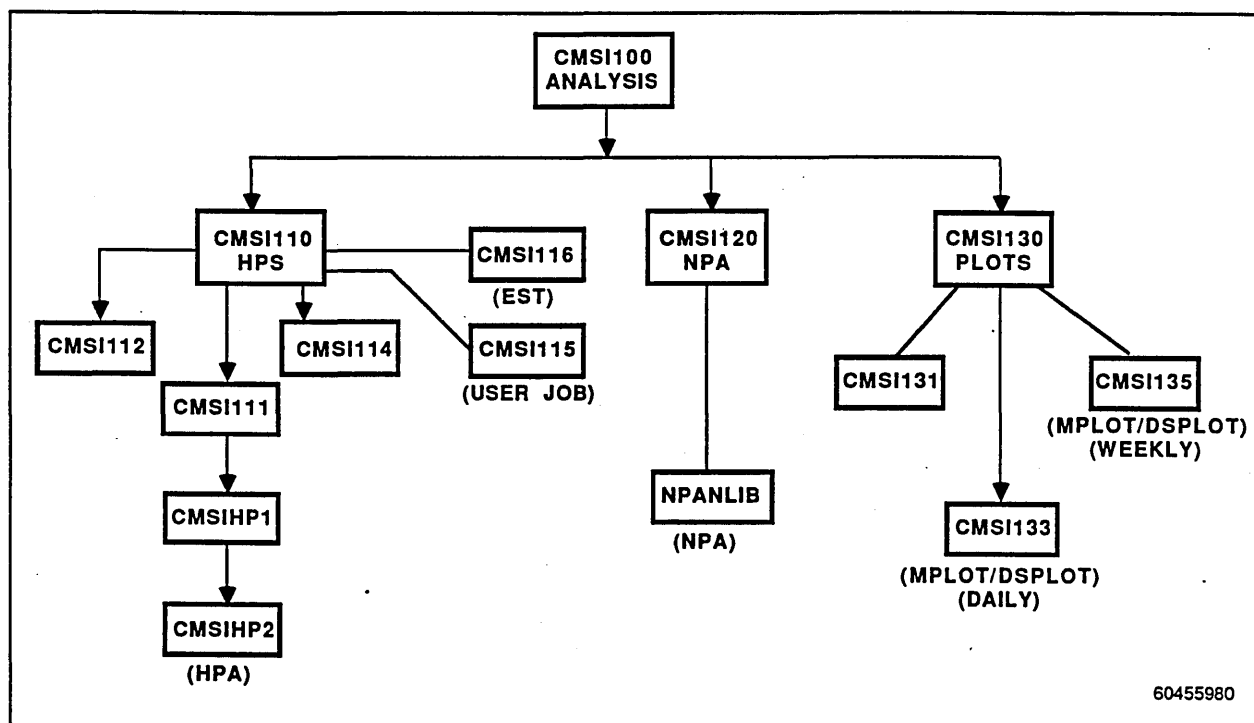 CMSI100
ANALYSIS
CMSI110
HPS
CMSI116
(EST)
CMSI120
NPA
CMSI130
PLOTS
CMSI112
CMSI114
CMSI115
(USER JOB)
CMSI111
CMSI131
CMSI135
(MPLOT/DSPLOT)
(WEEKLY)
CMSIHP1
NPANLIB
(NPA)
CMSI133
(MPLOT/DSPLOT)
(DAILY)
CMSIHP2
(HPA)
60455980